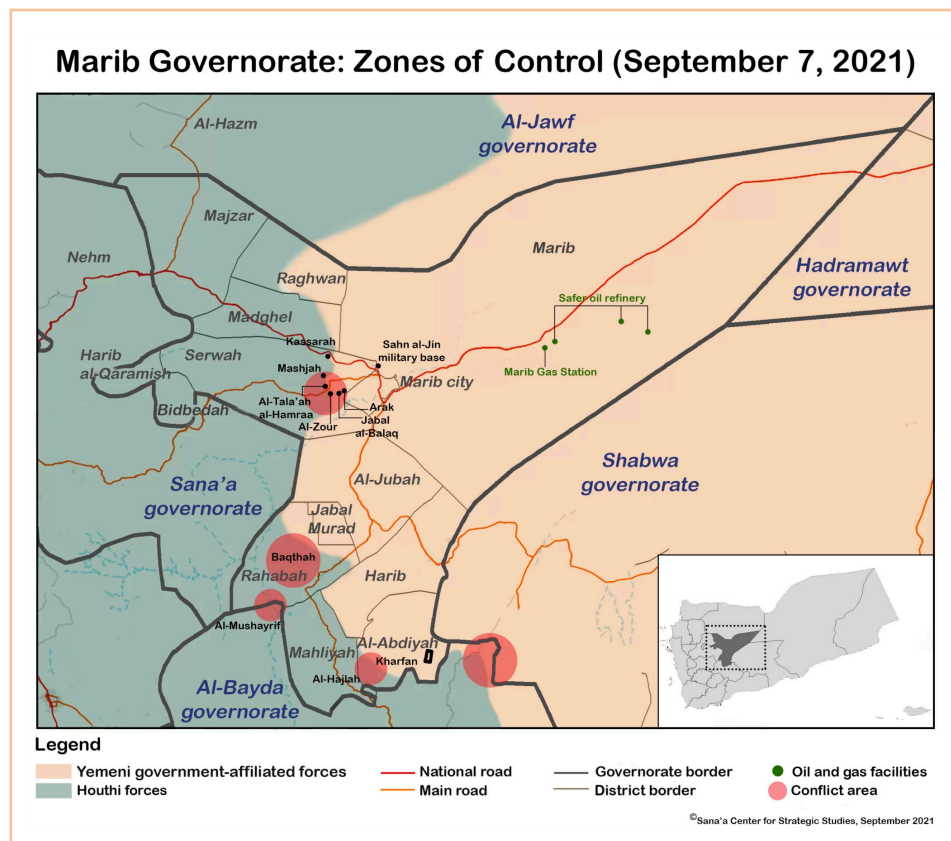 Marib Governorate: Zones of Control (September 7, 2021)
Al-Hazm
Al-Jawf
governorate
Majzar
Nehm
Marib
Raghwan
Hadramawt
governorate
Safer oil refinery
Madghel
Kassarah
Sahn al-Jin
military base
Harib
al-Qaramish
Serwah
Mashjah
Marib Gas Station
Marib city
Bidbedah
Al-Tala'ah
al-Hamraa
Arak
Al-Zour
Jabal
al-Balaq
Shabwa
governorate
Al-Jubah
Sana'a
governorate
Jabal
Murad
Baqthah
Rahabah
Harib
Al-Mushayrif
Al-Abdiyah
Mahliyah
Kharfan
Al-Hajlah
Al-Bayda
governorate
Legend
Yemeni government-affiliated forces
National road
Governorate border
Oil and gas facilities
Houthi forces
Main road
District border
Conflict area
©Sana'a Center for Strategic Studies, September 2021